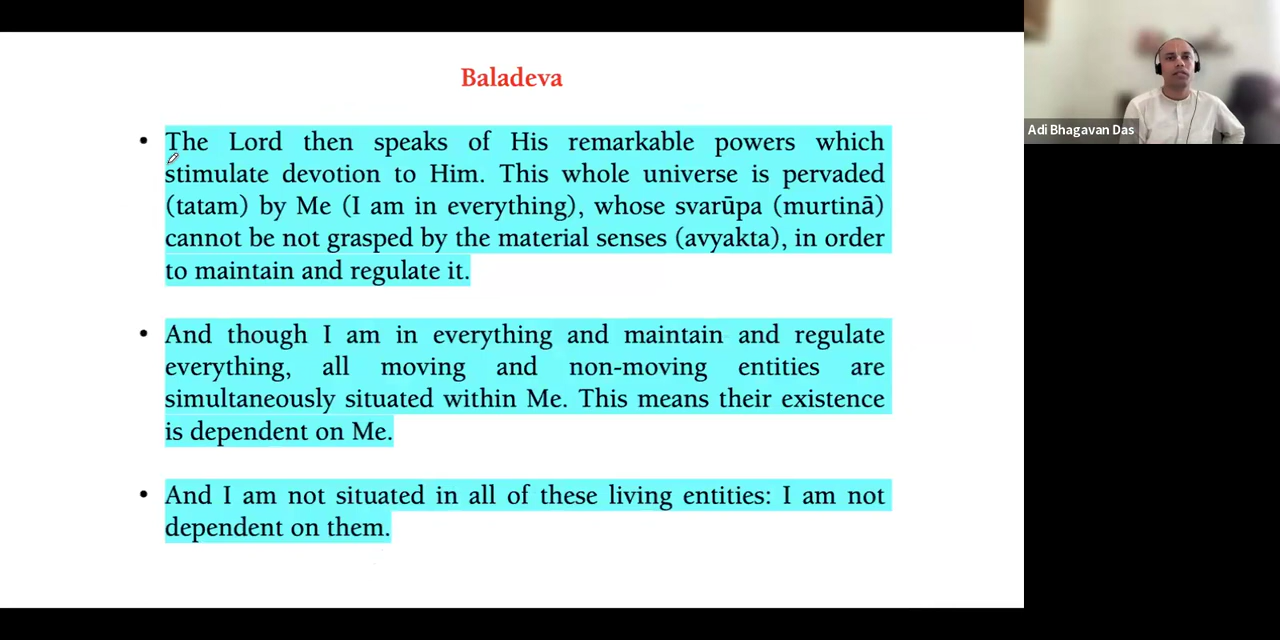 Baladeva
• The Lord then speaks of His remarkable powers which
stimulate devotion to Him. This whole universe is pervaded
(tatam) by Me (I am in everything), whose svarūpa (murtinā)
cannot be not grasped by the material senses (avyakta), in order
to maintain and regulate it.
• And though I am in everything and maintain and regulate
everything, all moving and non-moving entities are
simultaneously situated within Me. This means their existence
is dependent on Me.
• And I am not situated in all of these living entities: I am not
dependent on them.
Adi Bhagavan Das